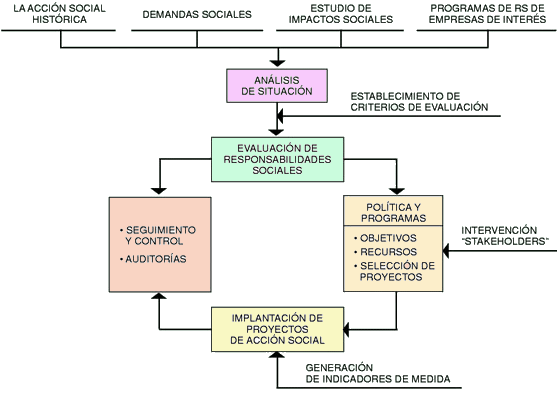 LA ACCIÓN SOCIAL
HISTÓRICA
DEMANDAS SOCIALES
ESTUDIO DE
IMPACTOS SOCIALES
PROGRAMAS DE RS DE
EMPRESAS DE INTERÉS
ANÁLISIS
DE SITUACIÓN
ESTABLECIMIENTO DE
CRITERIOS DE EVALUACIÓN
EVALUACIÓN DE
RESPONSABILIDADES
SOCIALES
• SEGUIMIENTO
Y CONTROL
• AUDITORÍAS
POLÍTICA Y
PROGRAMAS
• OBJETIVOS
• RECURSOS
• SELECCIÓN DE
PROYECTOS
INTERVENCIÓN
“STAKEHOLDERS”
IMPLANTACIÓN DE
PROYECTOS
DE ACCIÓN SOCIAL
GENERACIÓN
DE INDICADORES DE MEDIDA